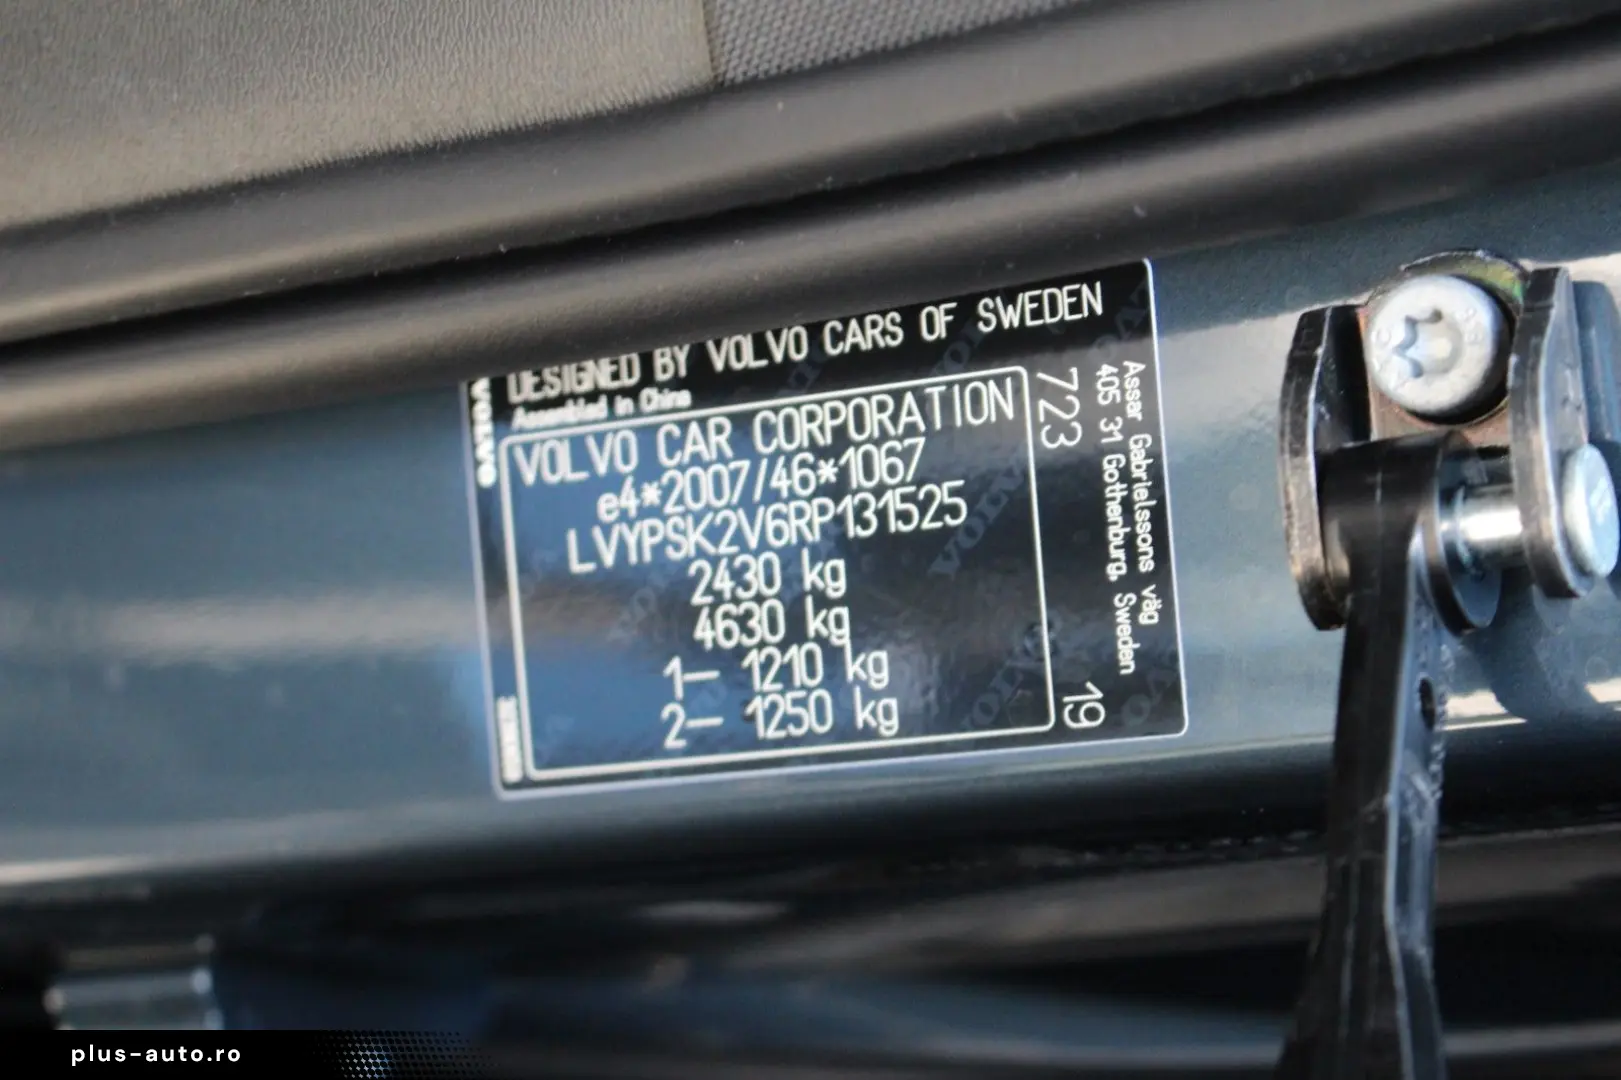 DESIGNED BY VOLVO CARS OF SWEDEN
Assembled in China
VOLVO
VOLVO CAR CORPORATION
e4*2007/46*1067
LVYPSK2V6RP131525
2430 kg
4630 kg
1– 1210 kg
2– 1250 kg
723
19
Assar Gabrielssons väg
405 31 Gothenburg, Sweden
plus-auto.ro